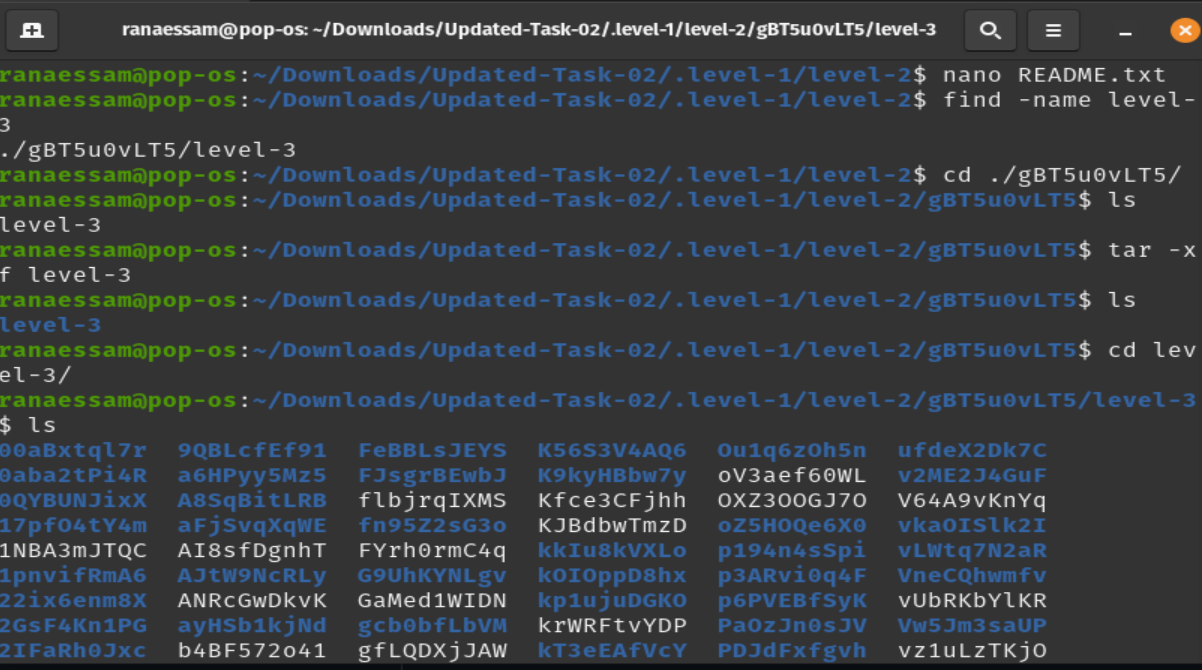 ranaessam@pop-os: ~/Downloads/Updated-Task-02/.level-1/level-2/gBT5u0vLT5/level-3
ranaessam@pop-os:~/Downloads/Updated-Task-02/.level-1/level-2$ nano README.txt
ranaessam@pop-os:~/Downloads/Updated-Task-02/.level-1/level-2$ find -name level-
3
./gBT5u0vLT5/level-3
ranaessam@pop-os:~/Downloads/Updated-Task-02/.level-1/level-2$ cd ./gBT5u0vLT5/
ranaessam@pop-os:~/Downloads/Updated-Task-02/.level-1/level-2/gBT5u0vLT5$ ls
level-3
ranaessam@pop-os:~/Downloads/Updated-Task-02/.level-1/level-2/gBT5u0vLT5$ tar -x
f level-3
ranaessam@pop-os:~/Downloads/Updated-Task-02/.level-1/level-2/gBT5u0vLT5$ ls
level-3
ranaessam@pop-os:~/Downloads/Updated-Task-02/.level-1/level-2/gBT5u0vLT5$ cd lev
el-3/
ranaessam@pop-os:~/Downloads/Updated-Task-02/.level-1/level-2/gBT5u0vLT5/level-3
$ ls
00aBxtql7r 9QBLcfEf91 FeBBLsJEYS K56S3V4AQ6 Ou1q6zOh5n ufdeX2Dk7C
0aba2tPi4R a6HPyy5Mz5 FJsgrBEwbJ K9kyHBbw7y oV3aef60WL v2ME2J4GuF
0QYBUNJixX A8SqBitLRB flbjrqIXMS Kfce3CFjhh OXZ3OOGJ7O V64A9vKnYq
17pfO4tY4m aFjSvqXqWE fn95Z2sG3o KJBdbwTmzD oZ5HOQe6X0 vkaOISlk2I
1NBA3mJTQC AI8sfDgnhT FYrh0rmC4q kkIu8kVXLo p194n4sSpi vLWtq7N2aR
1pnvifRmA6 AJtW9NcRLy G9UhKYNLgv kOIOppD8hx p3ARvi0q4F VneCQhwmfv
22ix6enm8X ANRcGwDkvK GaMed1WIDN kp1ujuDGKO p6PVEBfSyK vUbRKbYlKR
2GsF4Kn1PG ayHSb1kjNd gcb0bfLbVM krWRFtvYDP PaOzJn0sJV Vw5Jm3saUP
2IFaRh0Jxc b4BF572o41 gfLQDXjJAW kT3eEAfVcY PDJdFxfgvh vz1uLzTKjO